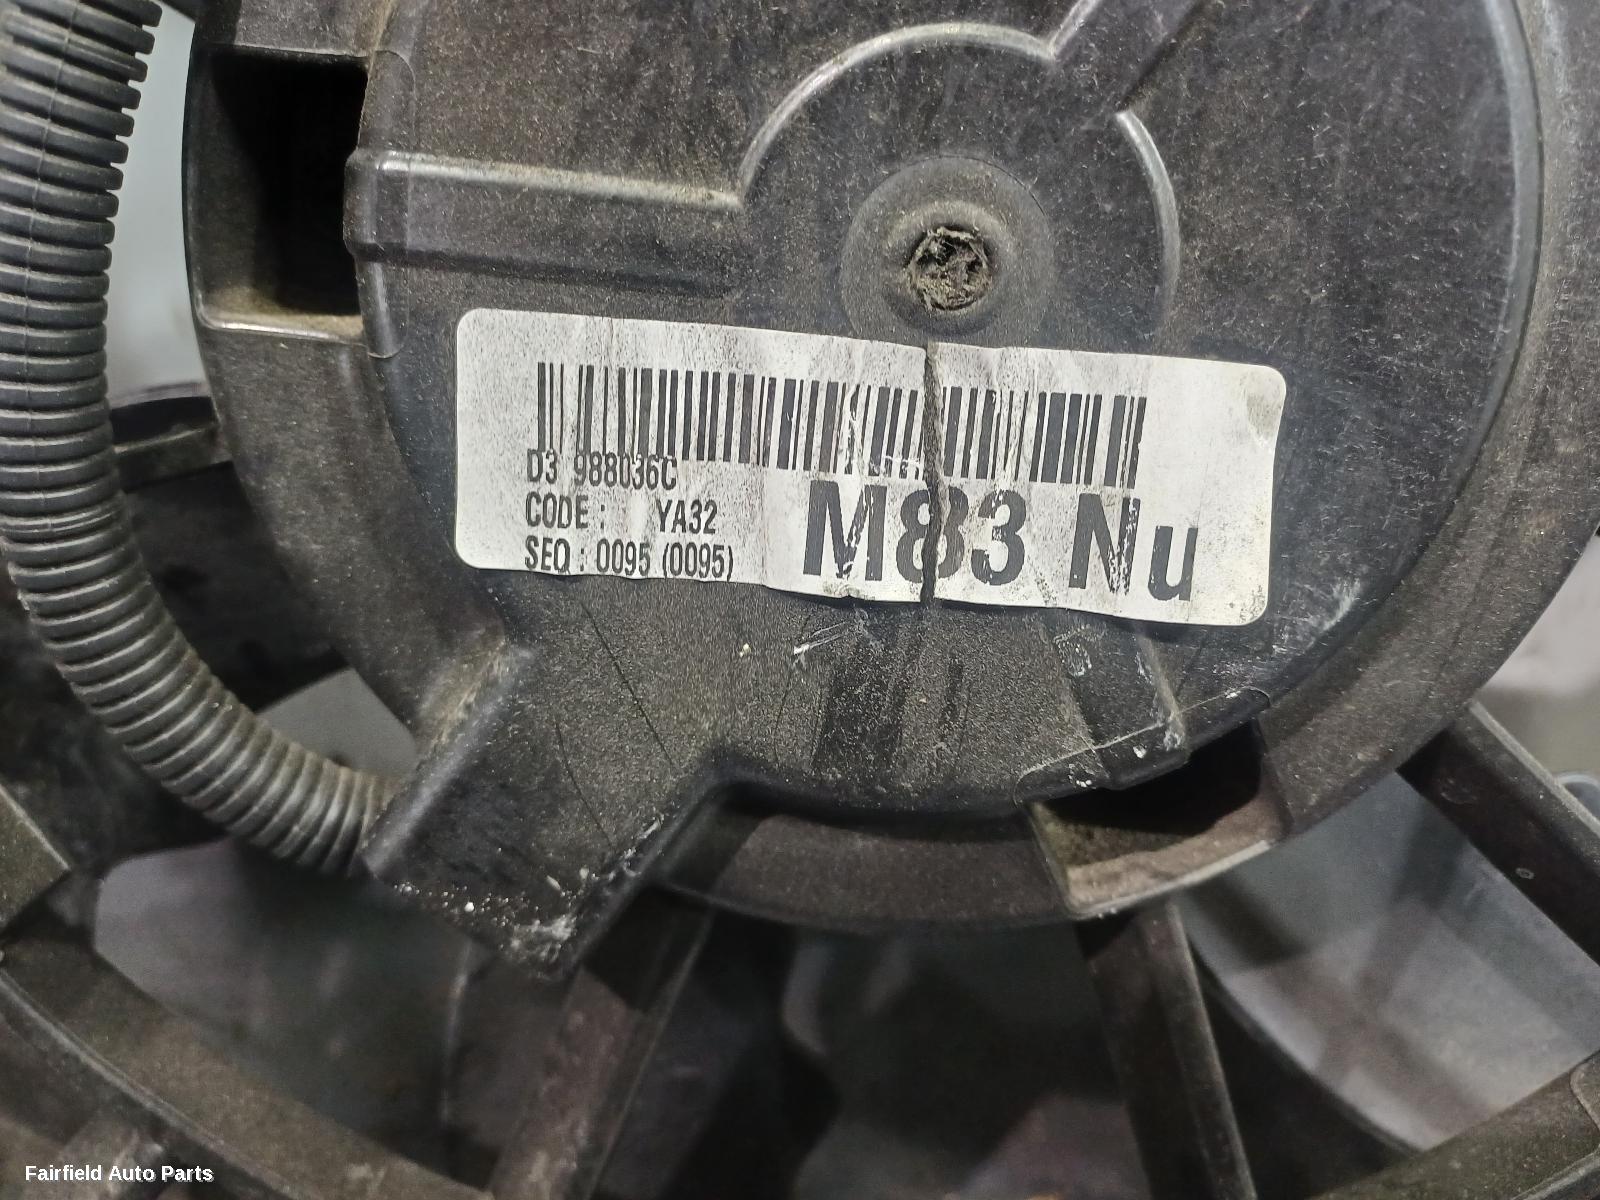 D3 988036C
CODE : YA32
SEQ : 0095 (0095)
M83 Nu
Fairfield Auto Parts